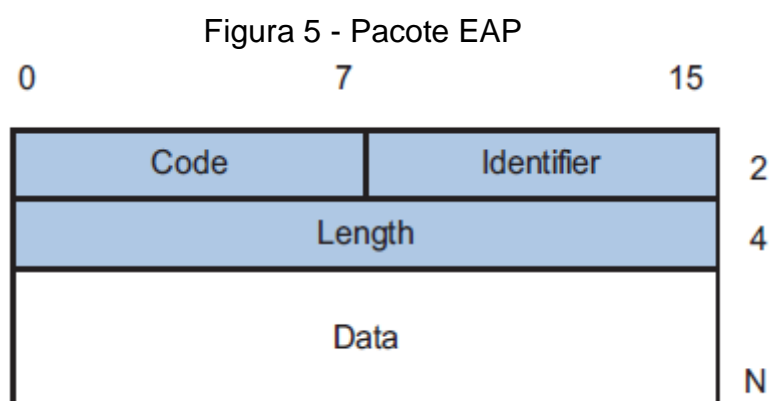 Figura 5 - Pacote EAP
0 7 15
Code Identifier 2
Length 4
Data
N